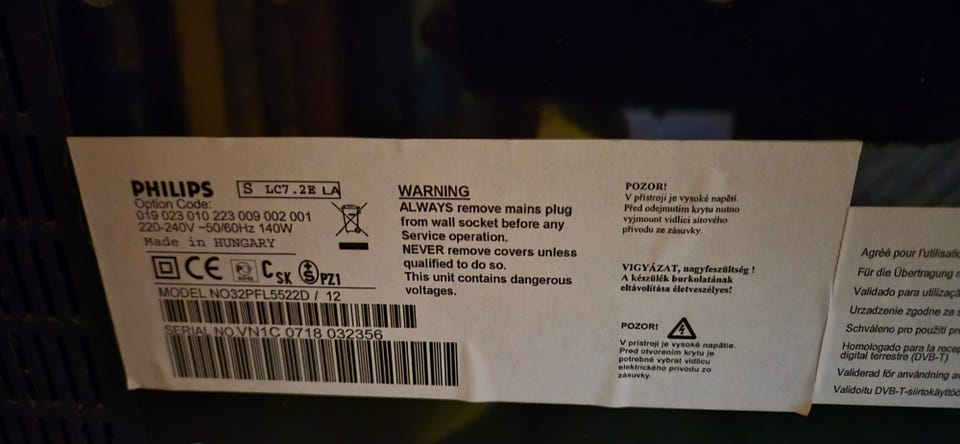 PHILIPS
S LC7.2E LA
Option Code:
019 023 010 223 009 002 001
220-240V ~50/60Hz 140W
Made in HUNGARY
CE
CSK
S PZ1
MODEL NO32PFL5522D / 12
SERIAL NO.VN1C 0718 032356
WARNING
ALWAYS remove mains plug
from wall socket before any
Service operation.
NEVER remove covers unless
qualified to do so.
This unit contains dangerous
voltages.
POZOR!
V přístroji je vysoké napětí.
Před odejmutím krytu nutno
vyjmount vidlici síťového
přívodu ze zásuvky.
VIGYÁZAT, nagyfeszültség !
A készülék burkolatának
eltávolítása életveszélyes!
POZOR!
V prístroji je vysoké napätie.
Pred otvorením krytu je
potrebné vybrať vidlicu
elektrického prívodu zo
zásuvky.
Agréé pour l'utilisatio
Für die Übertragung
Validado para utilizaçã
Urzadzenie zgodne ze
Schváleno pro použití
Homologado para la recep
digital terrestre (DVB-T)
Validerad för användning av
Validoitu DVB-T-siirtokäyttöö